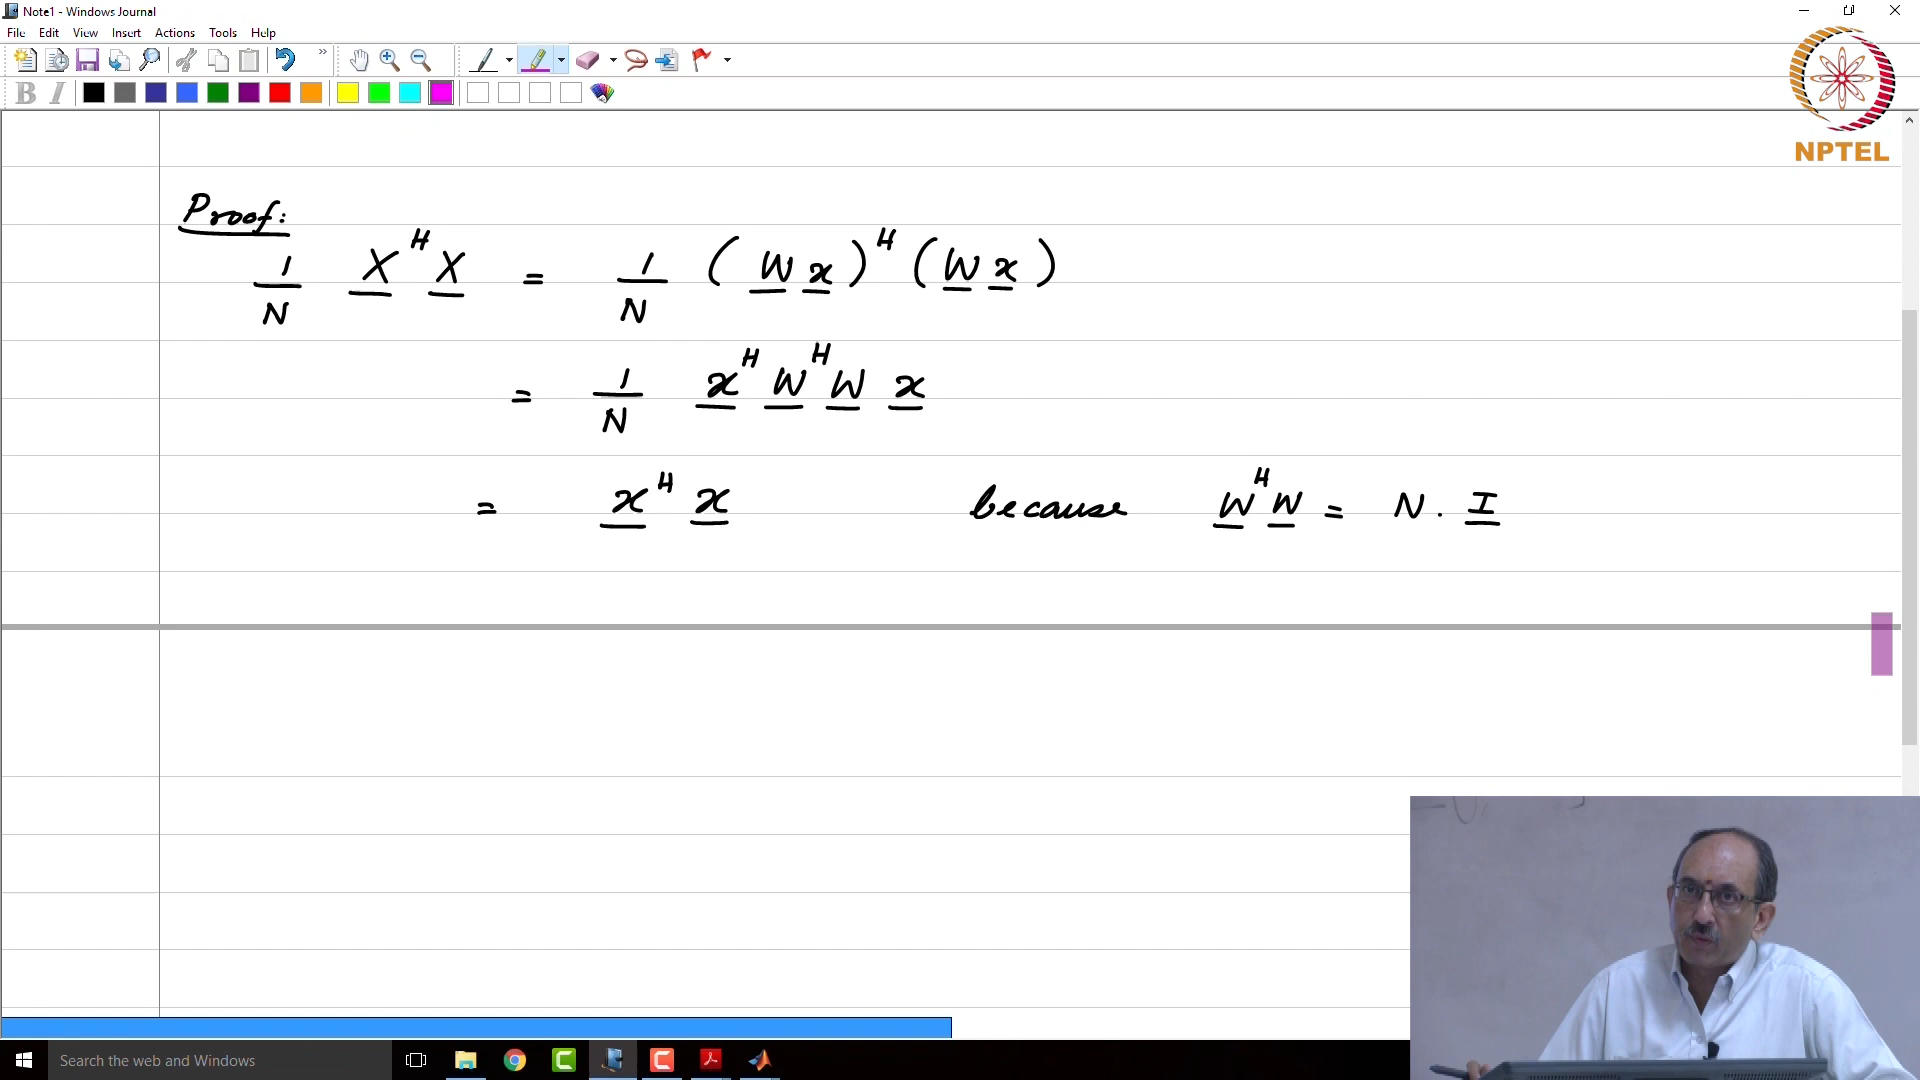 Note1 - Windows Journal
File Edit View Insert Actions Tools Help
B I
NPTEL
Proof:
1/N X^H X = 1/N (W x)^H (W x)
= 1/N x^H W^H W x
= x^H x because W^H W = N . I
Search the web and Windows